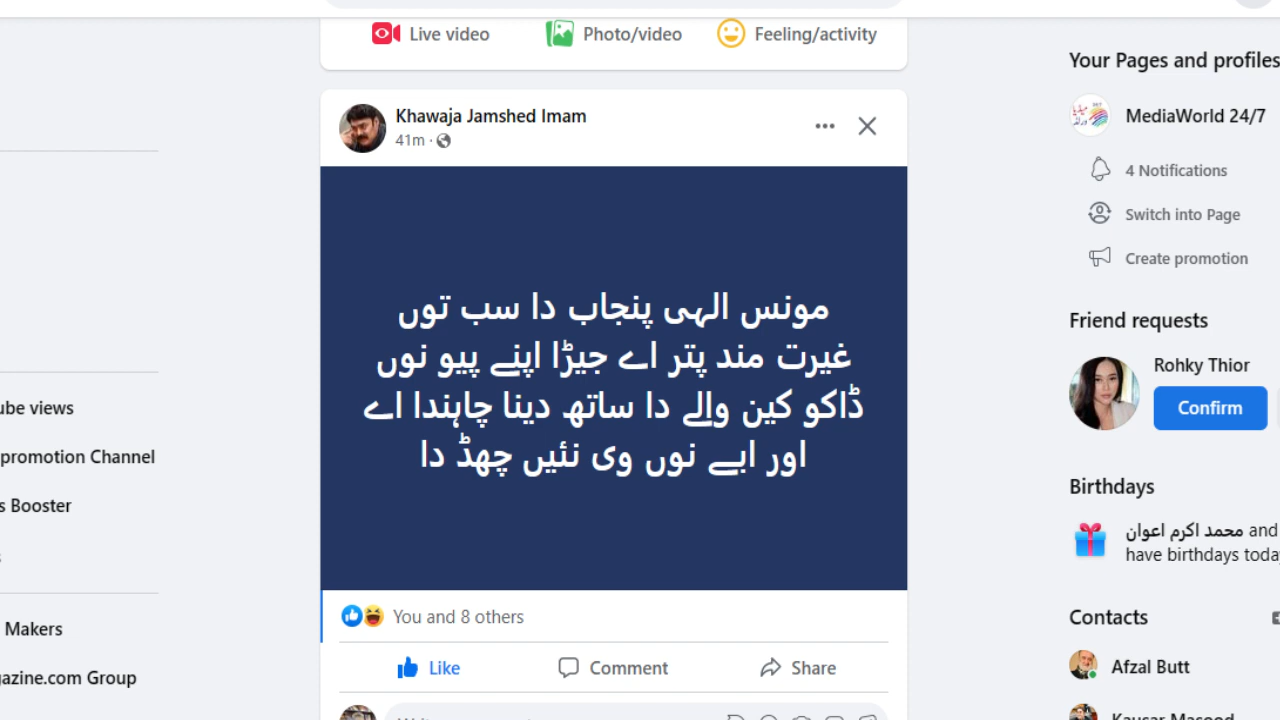 Live video
Photo/video
Feeling/activity
Khawaja Jamshed Imam
41m ·
مونس الہی پنجاب دا سب توں
غیرت مند پتر اے جیڑا اپنے پیو نوں
ڈاکو کین والے دا ساتھ دینا چاہندا اے
اور ابے نوں وی نئیں چھڈ دا
You and 8 others
Like
Comment
Share
ube views
promotion Channel
s Booster
Makers
azine.com Group
Your Pages and profiles
MediaWorld 24/7
4 Notifications
Switch into Page
Create promotion
Friend requests
Rohky Thior
Confirm
Birthdays
محمد اکرم اعوان and
have birthdays today
Contacts
Afzal Butt
Kausar Masood